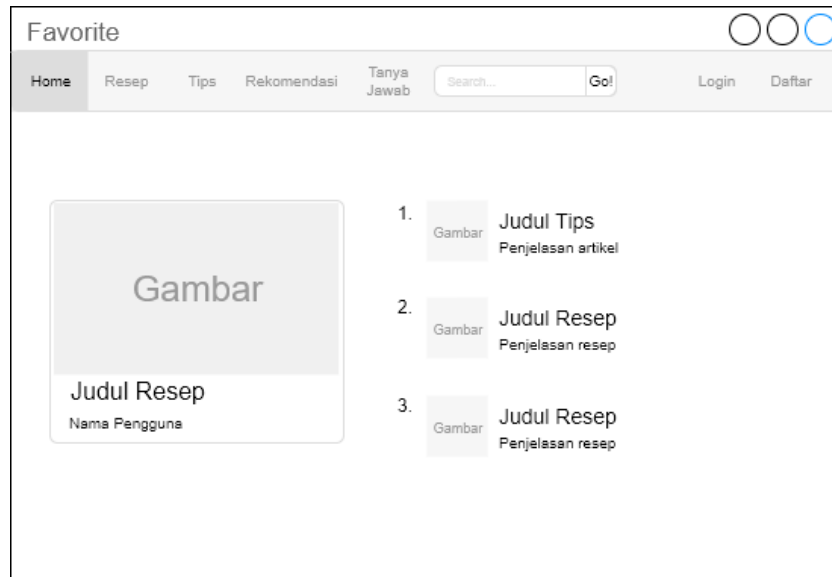 Favorite
Home
Resep
Tips
Rekomendasi
Tanya
Jawab
Search...
Go!
Login
Daftar
Gambar
Judul Resep
Nama Pengguna
1.
Gambar
Judul Tips
Penjelasan artikel
2.
Gambar
Judul Resep
Penjelasan resep
3.
Gambar
Judul Resep
Penjelasan resep